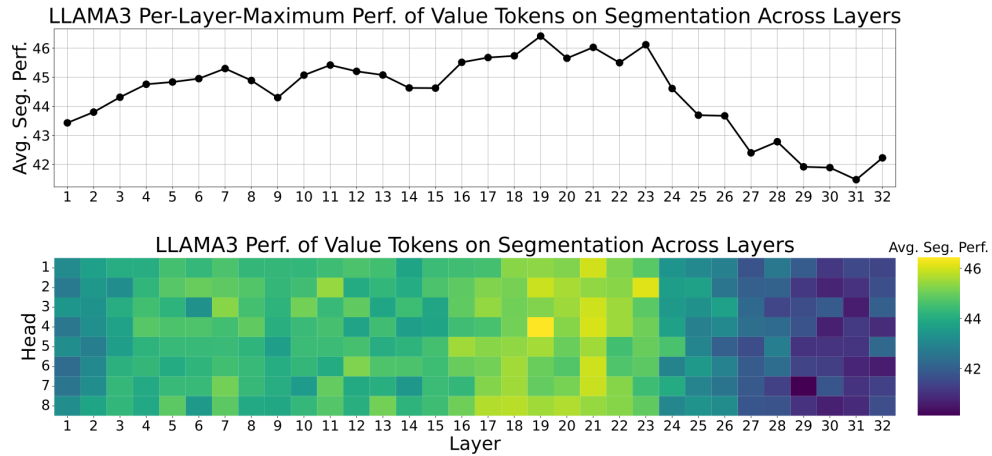 LLAMA3 Per-Layer-Maximum Perf. of Value Tokens on Segmentation Across Layers
Avg. Seg. Perf.
46
45
44
43
42
1 2 3 4 5 6 7 8 9 10 11 12 13 14 15 16 17 18 19 20 21 22 23 24 25 26 27 28 29 30 31 32
LLAMA3 Perf. of Value Tokens on Segmentation Across Layers
Avg. Seg. Perf.
Head
1
2
3
4
5
6
7
8
46
44
42
1 2 3 4 5 6 7 8 9 10 11 12 13 14 15 16 17 18 19 20 21 22 23 24 25 26 27 28 29 30 31 32
Layer